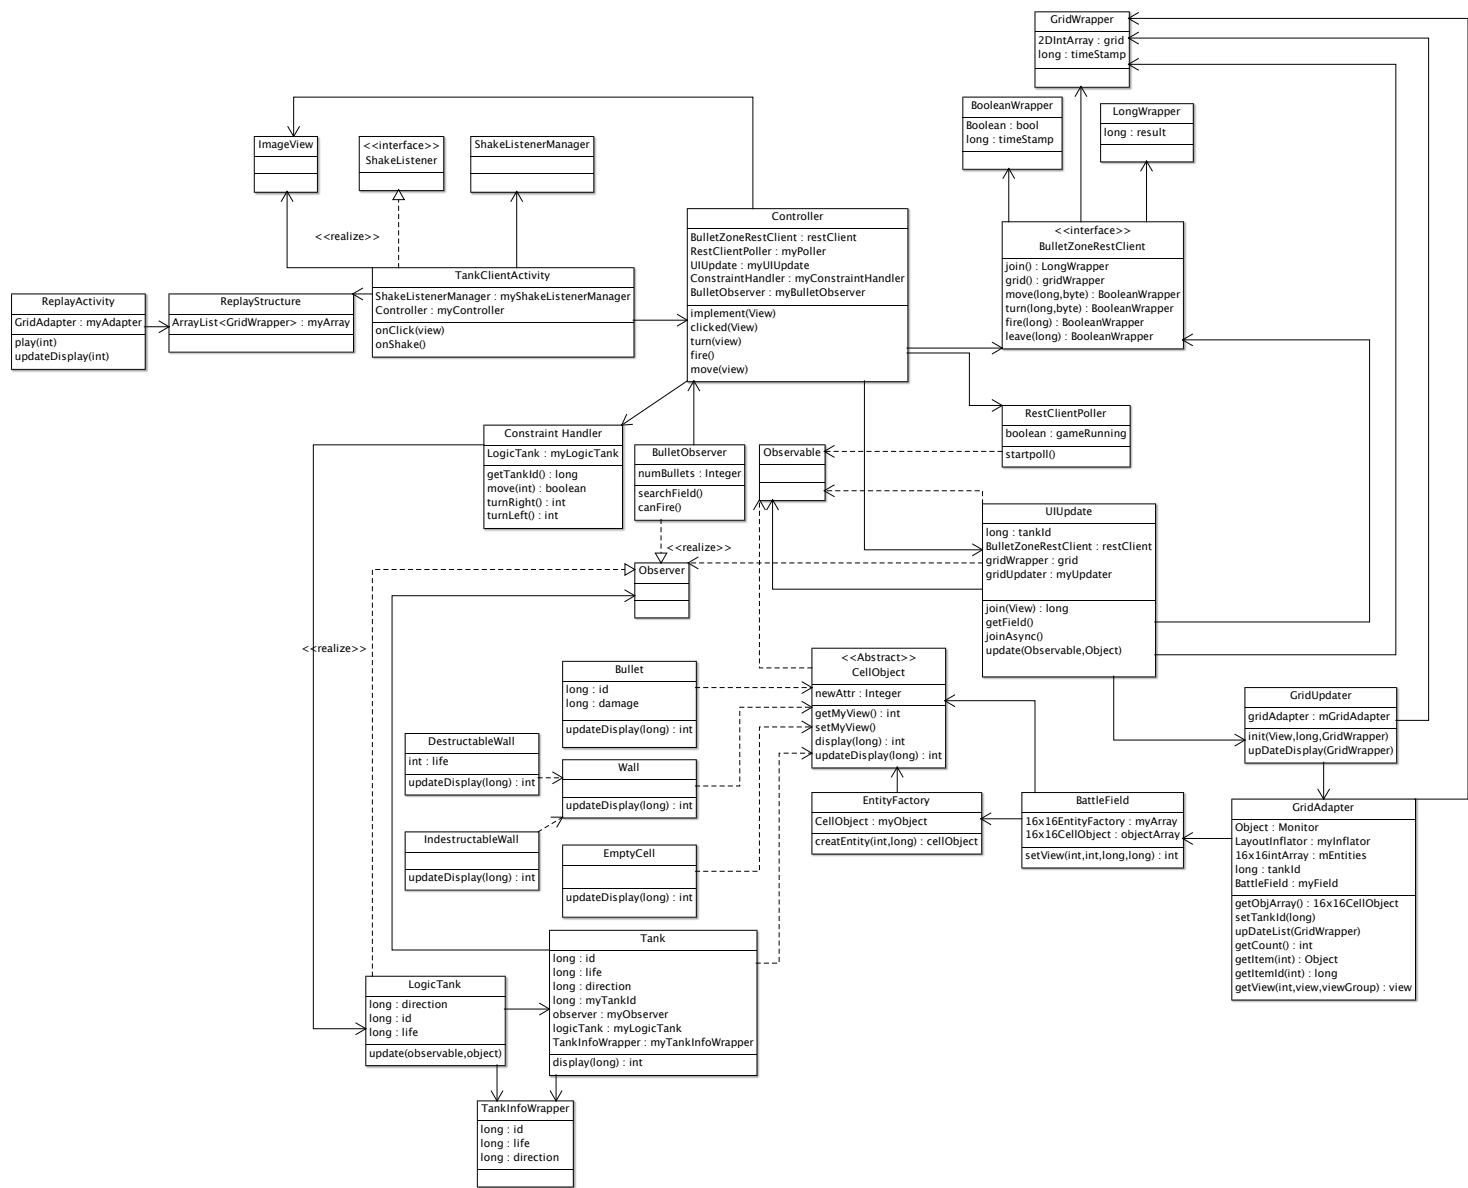 GridWrapper
2DIntArray : grid
long : timeStamp
BooleanWrapper
Boolean : bool
long : timeStamp
LongWrapper
long : result
ImageView
<<interface>>
ShakeListener
ShakeListenerManager
<<realize>>
Controller
BulletZoneRestClient : restClient
RestClientPoller : myPoller
UIUpdate : myUIUpdate
ConstraintHandler : myConstraintHandler
BulletObserver : myBulletObserver
implement(View)
clicked(View)
turn(view)
fire()
move(view)
<<interface>>
BulletZoneRestClient
join() : LongWrapper
grid() : gridWrapper
move(long,byte) : BooleanWrapper
turn(long,byte) : BooleanWrapper
fire(long) : BooleanWrapper
leave(long) : BooleanWrapper
ReplayActivity
GridAdapter : myAdapter
play(int)
updateDisplay(int)
ReplayStructure
ArrayList<GridWrapper> : myArray
TankClientActivity
ShakeListenerManager : myShakeListenerManager
Controller : myController
onClick(view)
onShake()
RestClientPoller
boolean : gameRunning
startpoll()
Constraint Handler
LogicTank : myLogicTank
getTankId() : long
move(int) : boolean
turnRight() : int
turnLeft() : int
BulletObserver
numBullets : Integer
searchField()
canFire()
Observable
<<realize>>
Observer
UIUpdate
long : tankId
BulletZoneRestClient : restClient
gridWrapper : grid
gridUpdater : myUpdater
join(View) : long
getField()
joinAsync()
update(Observable,Object)
<<realize>>
Bullet
long : id
long : damage
updateDisplay(long) : int
<<Abstract>>
CellObject
newAttr : Integer
getMyView() : int
setMyView()
display(long) : int
updateDisplay(long) : int
GridUpdater
gridAdapter : mGridAdapter
init(View,long,GridWrapper)
upDateDisplay(GridWrapper)
DestructableWall
int : life
updateDisplay(long) : int
Wall
updateDisplay(long) : int
IndestructableWall
updateDisplay(long) : int
EmptyCell
updateDisplay(long) : int
EntityFactory
CellObject : myObject
creatEntity(int,long) : cellObject
BattleField
16x16EntityFactory : myArray
16x16CellObject : objectArray
setView(int,int,long,long) : int
GridAdapter
Object : Monitor
LayoutInflator : myInflator
16x16intArray : mEntities
long : tankId
BattleField : myField
getObjArray() : 16x16CellObject
setTankId(long)
upDateList(GridWrapper)
getCount() : int
getItem(int) : Object
getItemId(int) : long
getView(int,view,viewGroup) : view
Tank
long : id
long : life
long : direction
long : myTankId
observer : myObserver
logicTank : myLogicTank
TankInfoWrapper : myTankInfoWrapper
display(long) : int
LogicTank
long : direction
long : id
long : life
update(observable,object)
TankInfoWrapper
long : id
long : life
long : direction